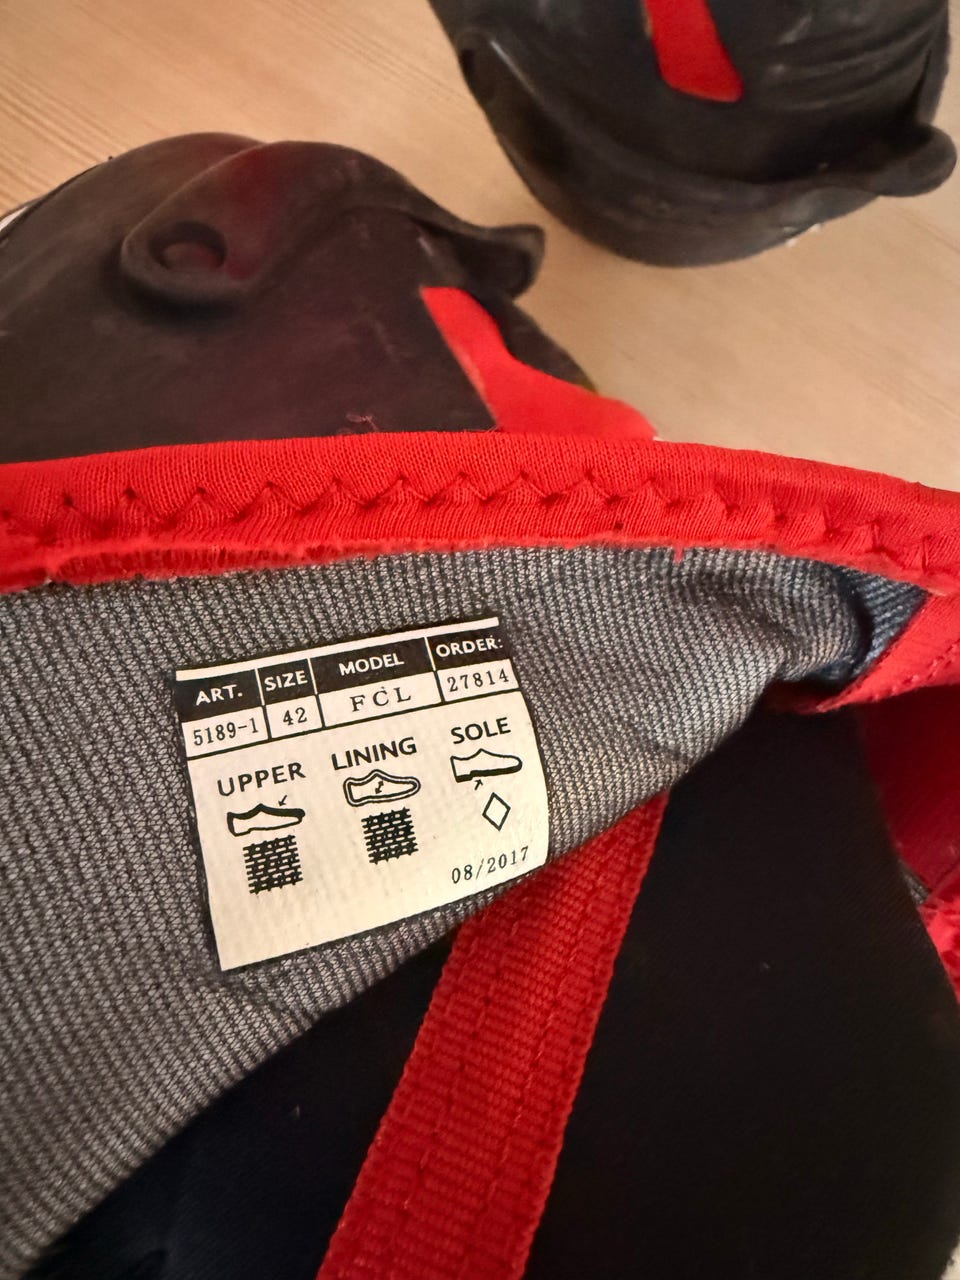 ART. SIZE MODEL ORDER:
5189-1 42 FCL 27814
UPPER LINING SOLE
08/2017